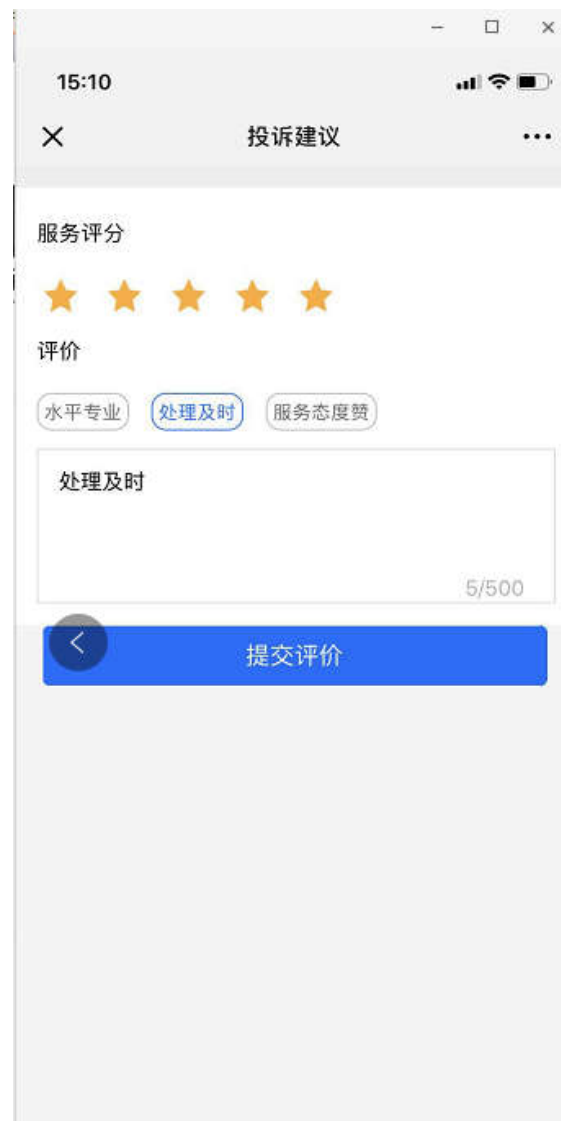 15:10
投诉建议
服务评分
评价
水平专业 处理及时 服务态度赞
处理及时
5/500
提交评价